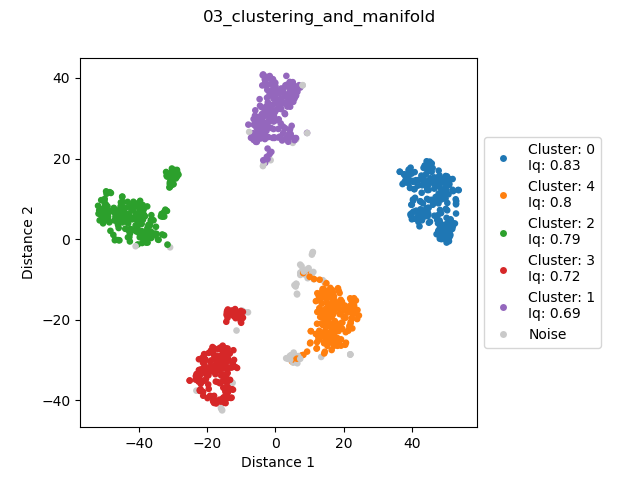 03_clustering_and_manifold
40
20
0
−20
−40
Distance 2
−40
−20
0
20
40
Distance 1
Cluster: 0
Iq: 0.83
Cluster: 4
Iq: 0.8
Cluster: 2
Iq: 0.79
Cluster: 3
Iq: 0.72
Cluster: 1
Iq: 0.69
Noise